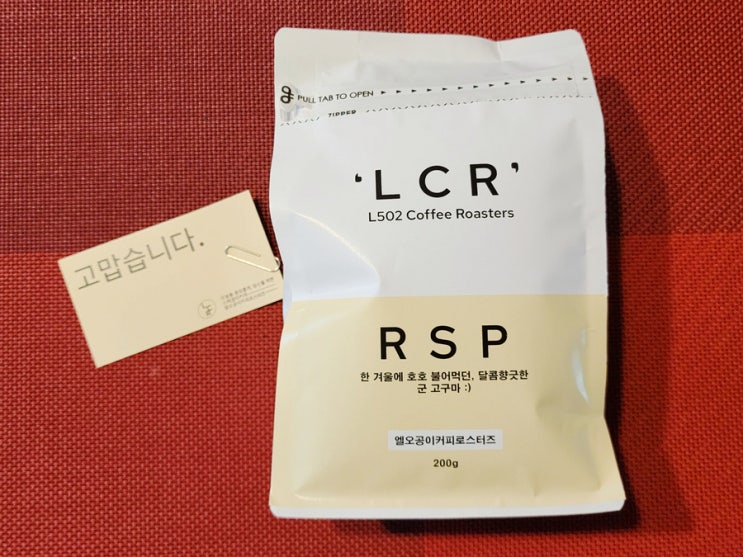 PULL TAB TO OPEN
ZIPPER
'LCR'
L502 Coffee Roasters
고맙습니다.
RSP
한 겨울에 호호 불어먹던, 달콤향긋한
군 고구마 :)
엘오공이커피로스터즈
200g